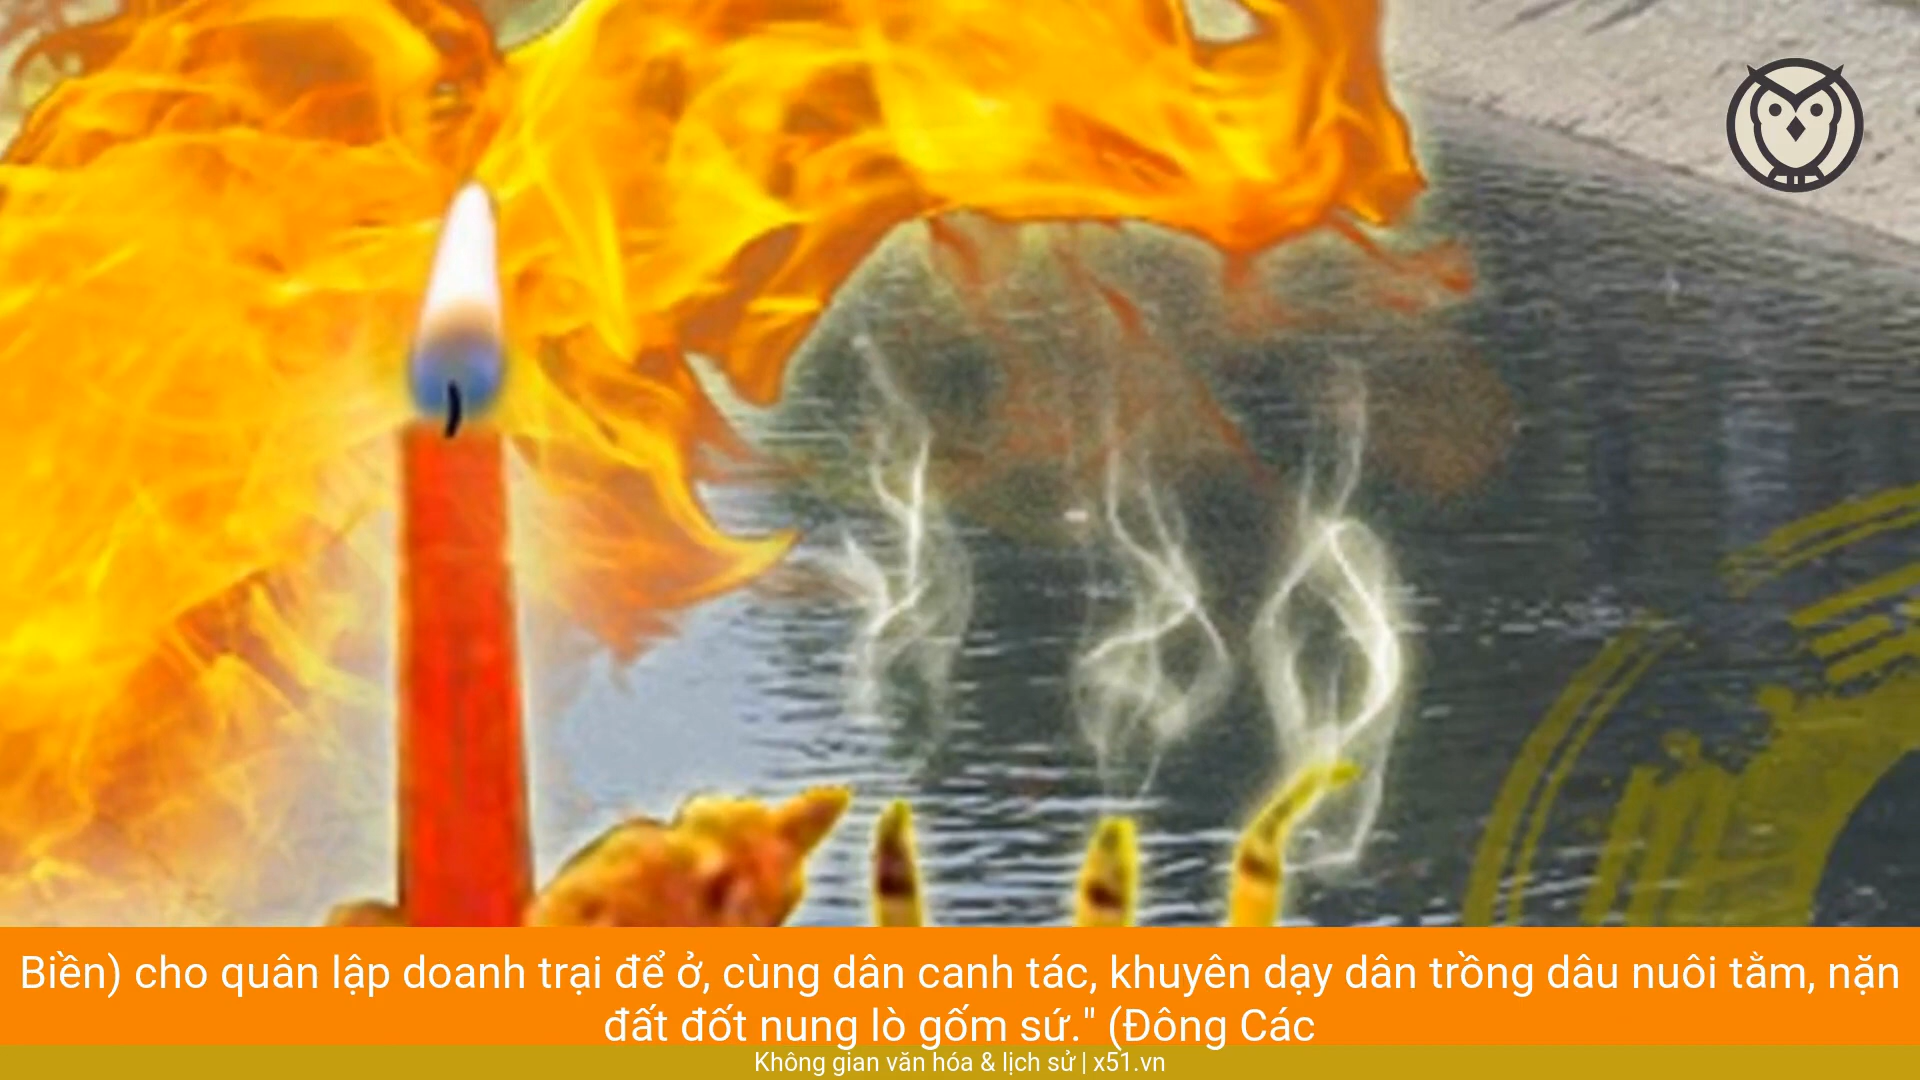 Biền) cho quân lập doanh trại để ở, cùng dân canh tác, khuyên dạy dân trồng dâu nuôi tằm, nặn
đất đốt nung lò gốm sứ." (Đông Các
Không gian văn hóa & lịch sử | x51.vn